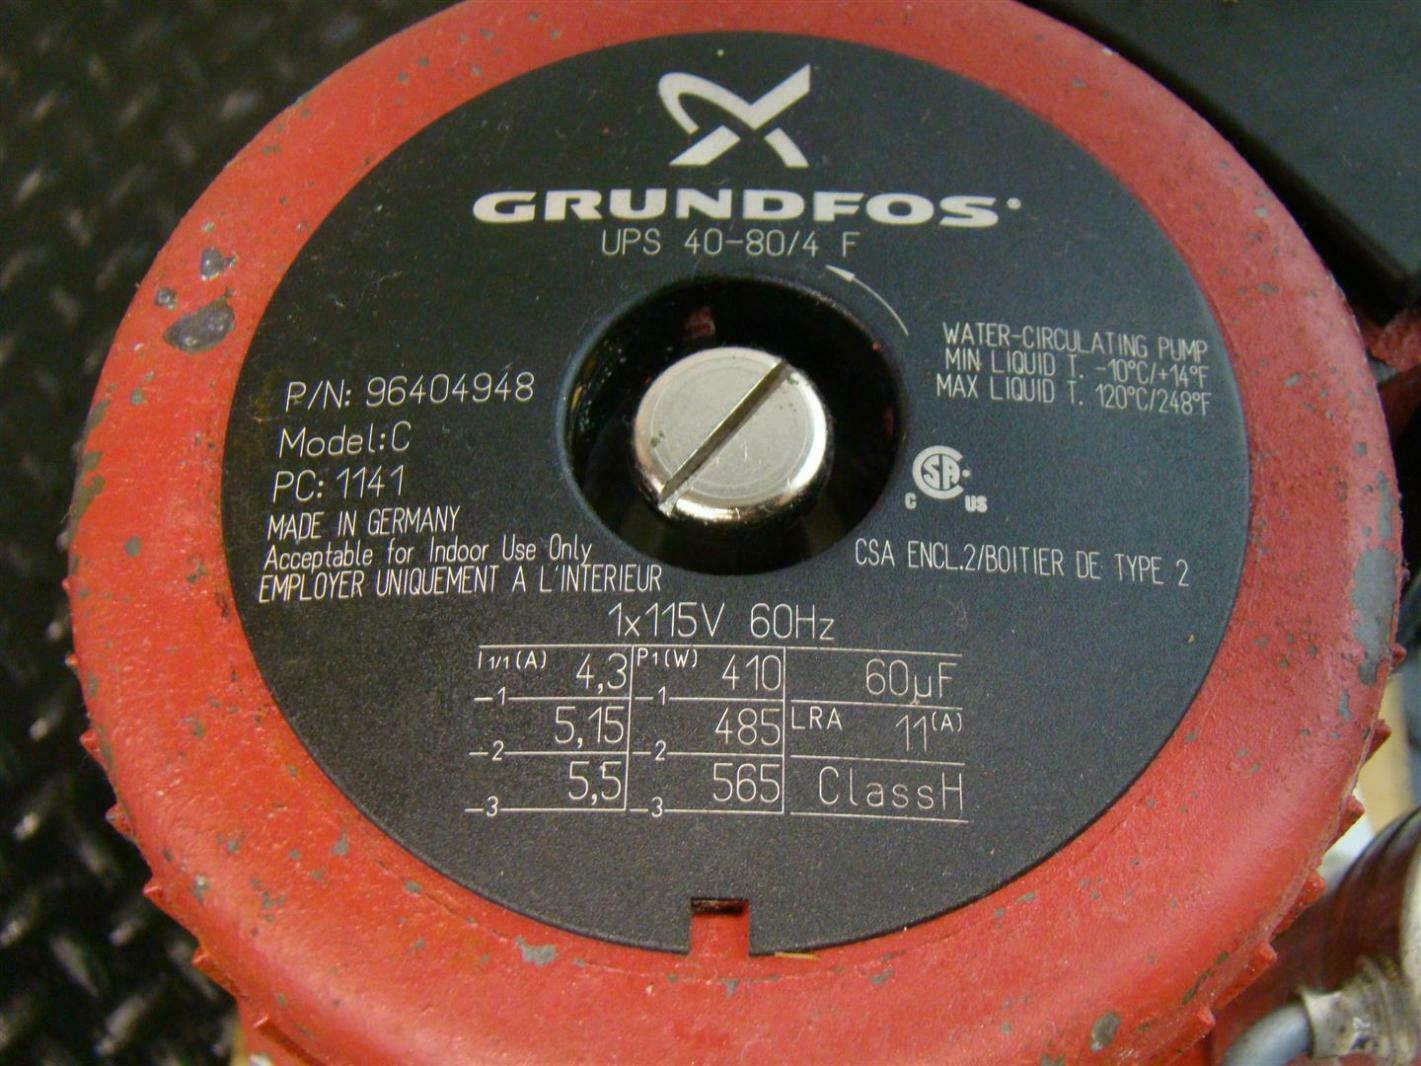 GRUNDFOS
UPS 40-80/4 F
WATER-CIRCULATING PUMP
MIN LIQUID T. -10°C/+14°F
MAX LIQUID T. 120°C/248°F
P/N: 96404948
Model:C
PC: 1141
MADE IN GERMANY
Acceptable for Indoor Use Only
EMPLOYER UNIQUEMENT A L'INTERIEUR
CSA
C US
CSA ENCL.2/BOITIER DE TYPE 2
1x115V 60Hz
I 1/1 (A) 4,3 P1(W) 410 60µF
1 1
5,15 485 LRA 11(A)
2 2
5,5 565 ClassH
3 3